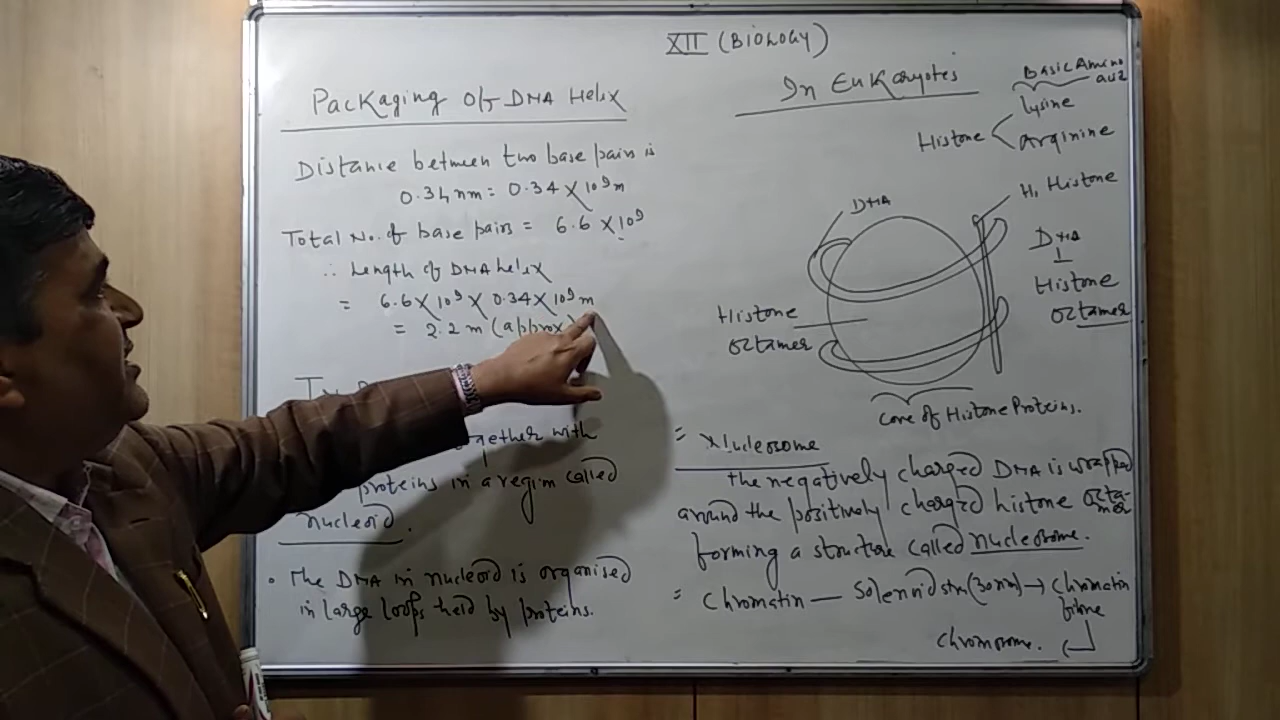 XII (BIOLOGY)
Packaging Of DNA Helix
Distance between two base pairs is
0.34 nm = 0.34 X 10⁹ m
Total No. of base pairs = 6.6 X 10⁹
∴ Length of DNA helix
= 6.6 X 10⁹ X 0.34 X 10⁹ m
= 2.2 m (approx)
together with
proteins in a region called
nucleoid.
• The DNA in nucleoid is organised
in large loops held by proteins.
In Eukaryotes
Basic Amino
acid
Histone < lysine
arginine
DNA
H₁ Histone
DNA
Histone
octamer
Histone
octamer
Core of Histone Proteins.
= Nucleosome
the negatively charged DNA is wrapped
around the positively charged histone octa-
mer
forming a structure called nucleosome.
= Chromatin — Solenoid str (30nm) → Chromatin
fibre
Chromosome.